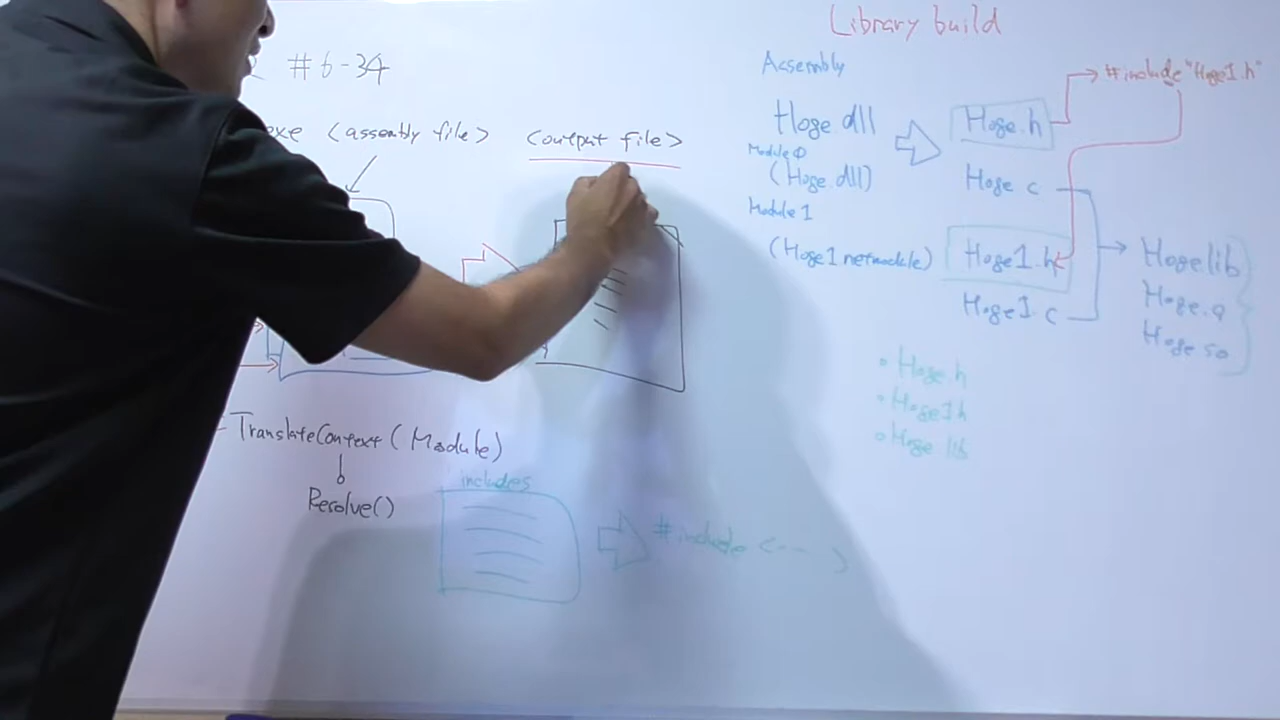 #6-34
exe <assembly file> <output file>
TranslateContext (Module)
Resolve()
includes
#include <--- >
Library build
Assembly
Hoge.dll
Module0
(Hoge.dll)
Module 1
(Hoge1 netmodule)
Hoge.h
Hoge c
Hoge1.h
Hoge1.c
#include "Hoge1.h"
Hoge lib
Hoge.a
Hoge so
• Hoge h
• Hoge1 h
• Hoge lib